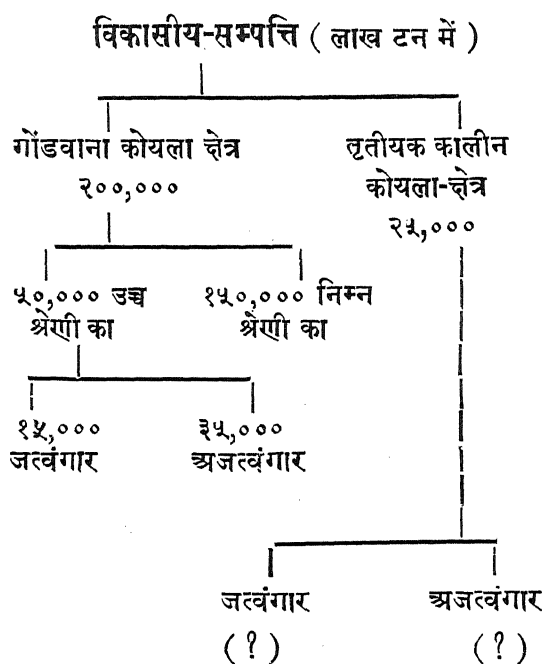 विकासीय-सम्पत्ति ( लाख टन में )
गोंडवाना कोयला क्षेत्र
२००,०००
तृतीयक कालीन
कोयला-क्षेत्र
२५,०००
५०,००० उच्च
श्रेणी का
१५०,००० निम्न
श्रेणी का
१५,०००
जत्वंगार
३५,०००
अजत्वंगार
जत्वंगार
(?)
अजत्वंगार
(?)